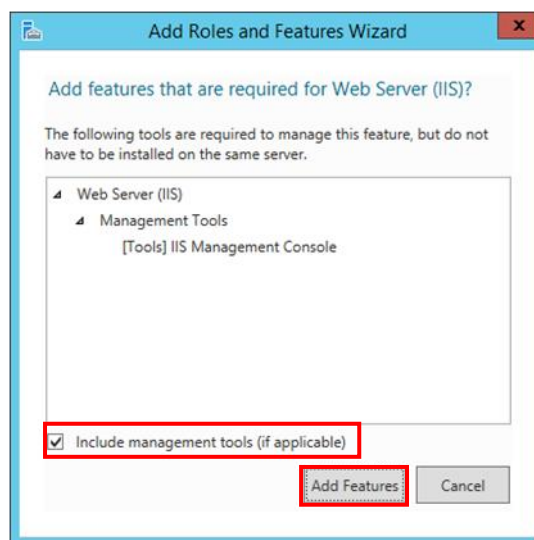 Add Roles and Features Wizard
x
Add features that are required for Web Server (IIS)?
The following tools are required to manage this feature, but do not
have to be installed on the same server.
Web Server (IIS)
Management Tools
[Tools] IIS Management Console
Include management tools (if applicable)
Add Features
Cancel